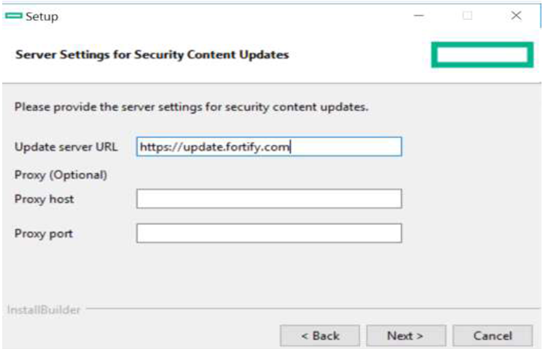 Setup
Server Settings for Security Content Updates
Please provide the server settings for security content updates.
Update server URL https://update.fortify.com
Proxy (Optional)
Proxy host
Proxy port
InstallBuilder
< Back Next > Cancel